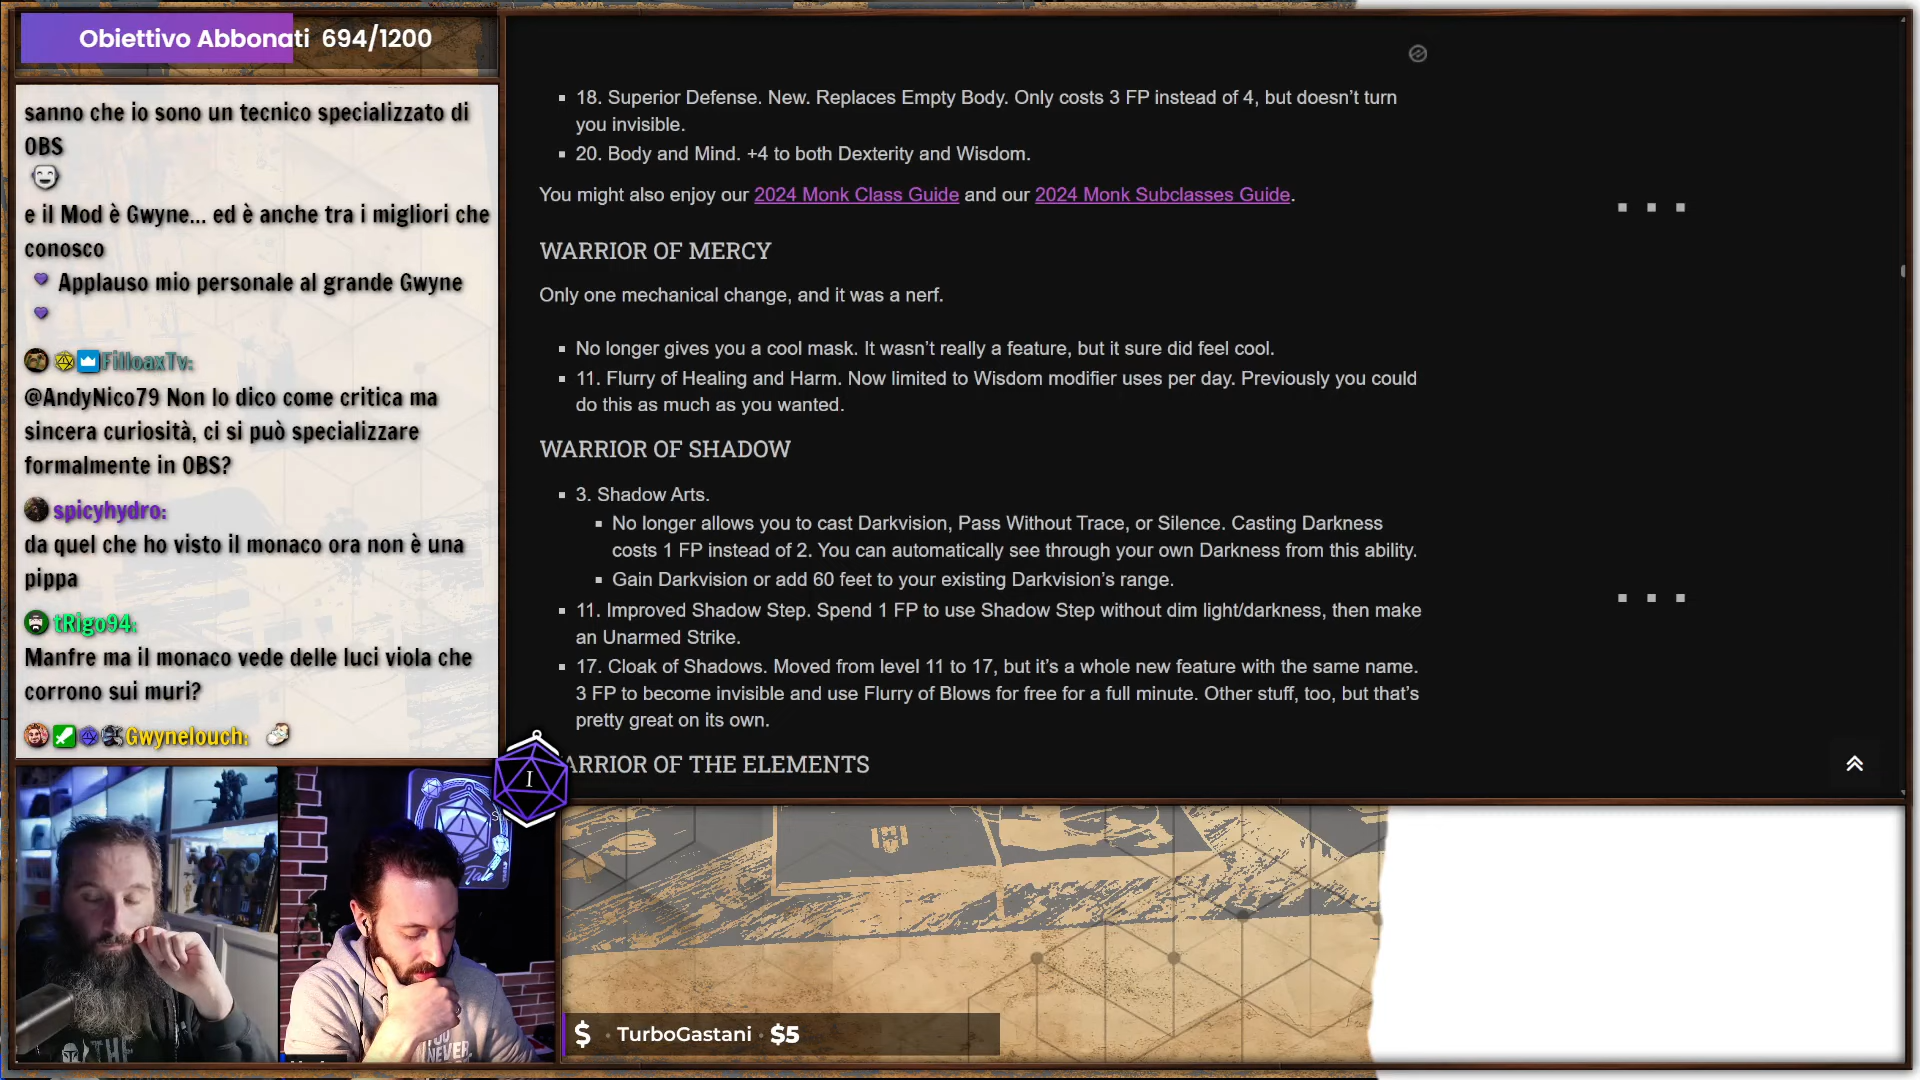 Obiettivo Abbonati 694/1200
sanno che io sono un tecnico specializzato di
OBS
e il Mod è Gwyne... ed è anche tra i migliori che
conosco
Applauso mio personale al grande Gwyne
FilloaxTv:
@AndyNico79 Non lo dico come critica ma
sincera curiosità, ci si può specializzare
formalmente in OBS?
spicyhydro:
da quel che ho visto il monaco ora non è una
pippa
tRigo94:
Manfre ma il monaco vede delle luci viola che
corrono sui muri?
Gwynelouch:
18. Superior Defense. New. Replaces Empty Body. Only costs 3 FP instead of 4, but doesn't turn
you invisible.
20. Body and Mind. +4 to both Dexterity and Wisdom.
You might also enjoy our 2024 Monk Class Guide and our 2024 Monk Subclasses Guide.
WARRIOR OF MERCY
Only one mechanical change, and it was a nerf.
No longer gives you a cool mask. It wasn't really a feature, but it sure did feel cool.
11. Flurry of Healing and Harm. Now limited to Wisdom modifier uses per day. Previously you could
do this as much as you wanted.
WARRIOR OF SHADOW
3. Shadow Arts.
No longer allows you to cast Darkvision, Pass Without Trace, or Silence. Casting Darkness
costs 1 FP instead of 2. You can automatically see through your own Darkness from this ability.
Gain Darkvision or add 60 feet to your existing Darkvision's range.
11. Improved Shadow Step. Spend 1 FP to use Shadow Step without dim light/darkness, then make
an Unarmed Strike.
17. Cloak of Shadows. Moved from level 11 to 17, but it's a whole new feature with the same name.
3 FP to become invisible and use Flurry of Blows for free for a full minute. Other stuff, too, but that's
pretty great on its own.
ARRIOR OF THE ELEMENTS
I
THE
YOU
NEVER
$ · TurboGastani · $5